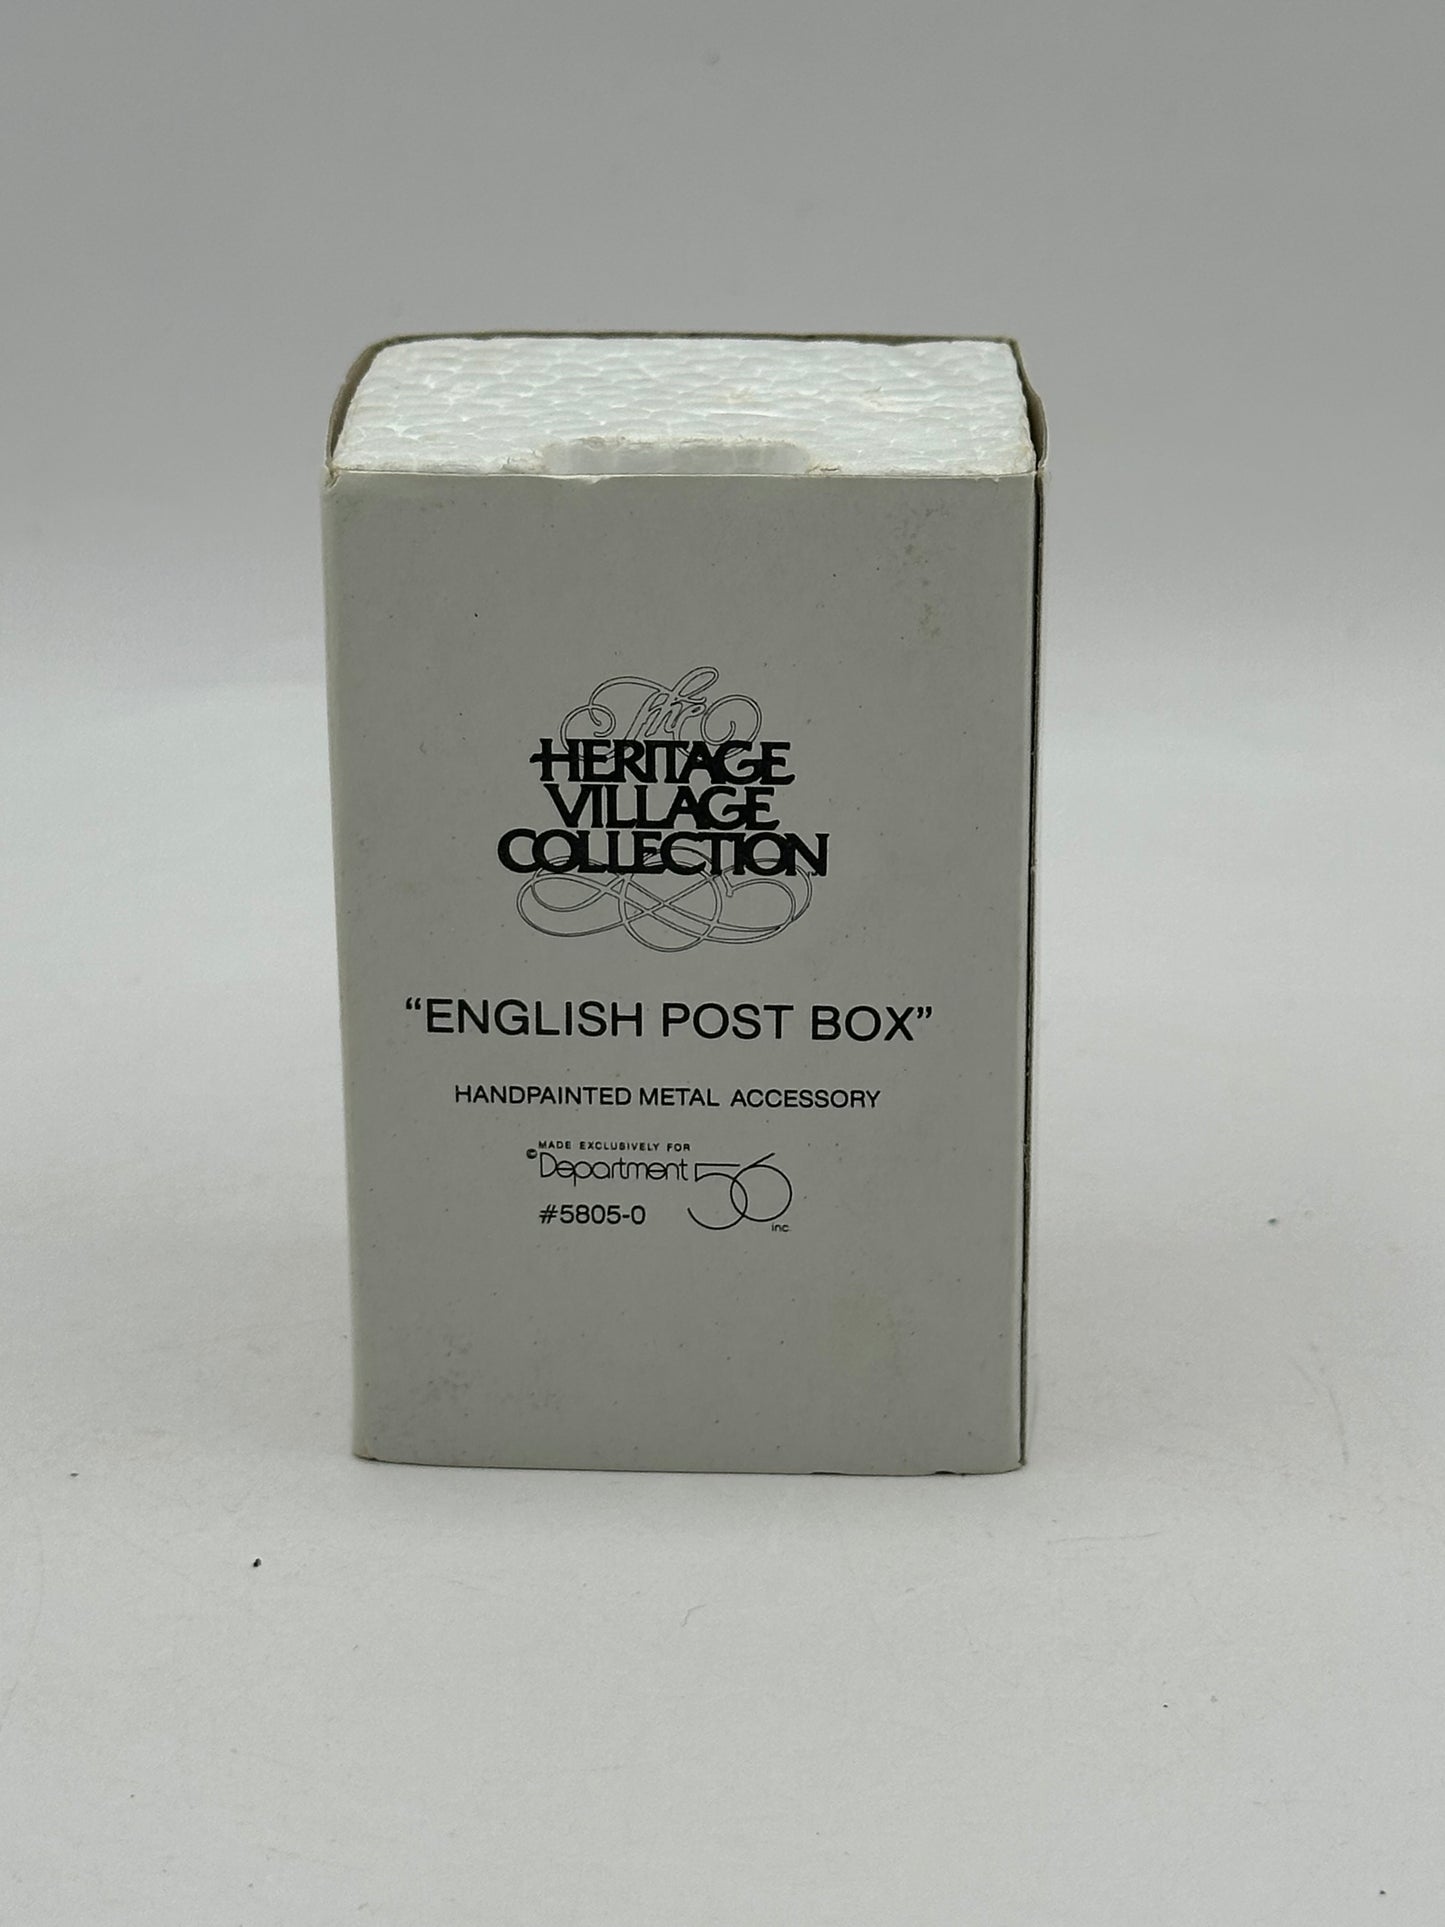 The
HERITAGE
VILLAGE
COLLECTION
“ENGLISH POST BOX”
HANDPAINTED METAL ACCESSORY
MADE EXCLUSIVELY FOR
©Department 56
#5805-0
inc.